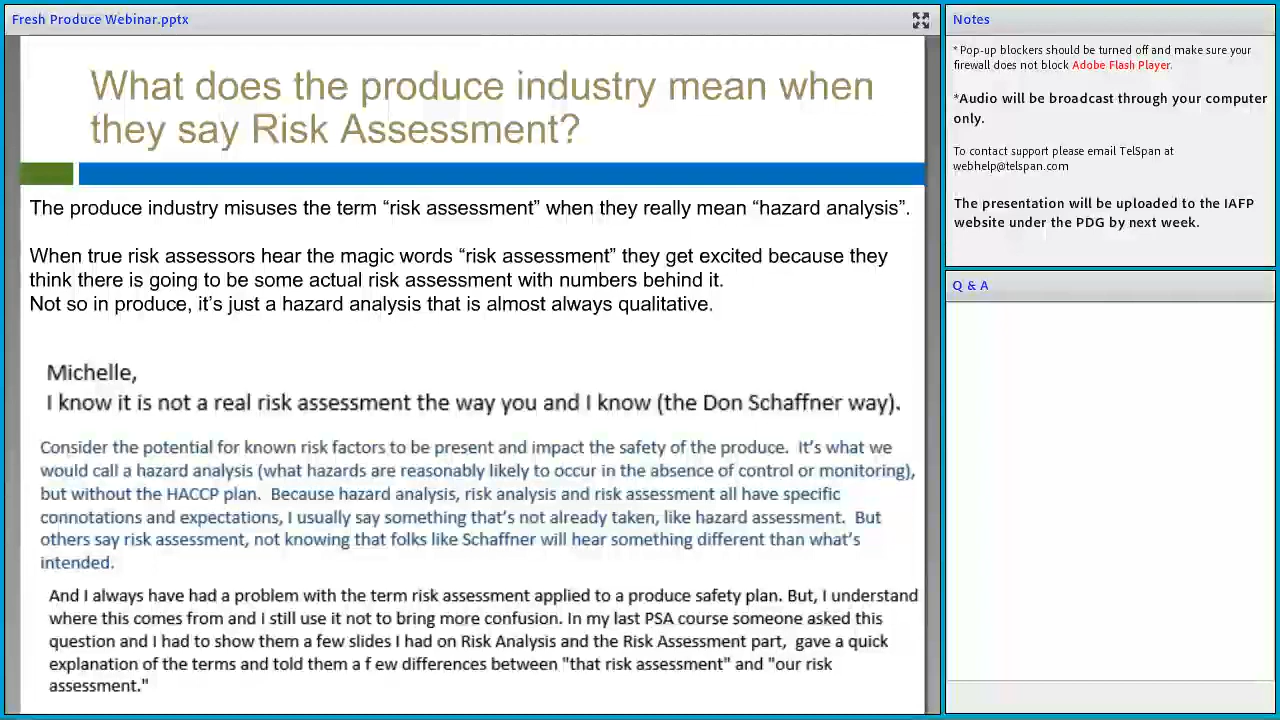 Fresh Produce Webinar.pptx
What does the produce industry mean when
they say Risk Assessment?
The produce industry misuses the term “risk assessment” when they really mean “hazard analysis”.
When true risk assessors hear the magic words “risk assessment” they get excited because they
think there is going to be some actual risk assessment with numbers behind it.
Not so in produce, it’s just a hazard analysis that is almost always qualitative.
Michelle,
I know it is not a real risk assessment the way you and I know (the Don Schaffner way).
Consider the potential for known risk factors to be present and impact the safety of the produce.  It’s what we
would call a hazard analysis (what hazards are reasonably likely to occur in the absence of control or monitoring),
but without the HACCP plan.  Because hazard analysis, risk analysis and risk assessment all have specific
connotations and expectations, I usually say something that’s not already taken, like hazard assessment.  But
others say risk assessment, not knowing that folks like Schaffner will hear something different than what’s
intended.
And I always have had a problem with the term risk assessment applied to a produce safety plan. But, I understand
where this comes from and I still use it not to bring more confusion. In my last PSA course someone asked this
question and I had to show them a few slides I had on Risk Analysis and the Risk Assessment part,  gave a quick
explanation of the terms and told them a f ew differences between "that risk assessment" and "our risk
assessment."
Notes
* Pop-up blockers should be turned off and make sure your
firewall does not block Adobe Flash Player.
*Audio will be broadcast through your computer
only.
To contact support please email TelSpan at
webhelp@telspan.com
The presentation will be uploaded to the IAFP
website under the PDG by next week.
Q & A